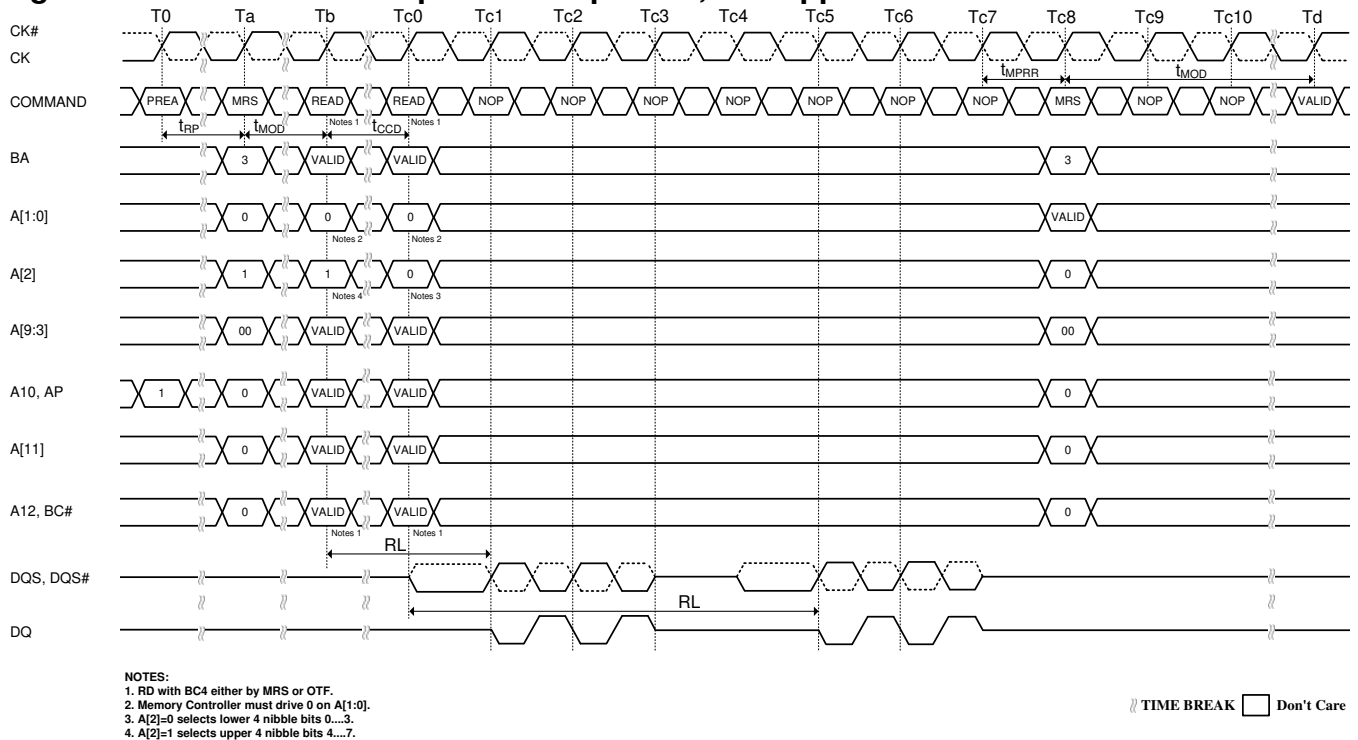 T0 Ta Tb Tc0 Tc1 Tc2 Tc3 Tc4 Tc5 Tc6 Tc7 Tc8 Tc9 Tc10 Td
CK#
CK
tMPRR tMOD
COMMAND PREA MRS READ READ NOP NOP NOP NOP NOP NOP NOP MRS NOP NOP VALID
Notes 1 Notes 1
tRP tMOD tCCD
BA 3 VALID VALID 3
A[1:0] 0 0 0 VALID
Notes 2 Notes 2
A[2] 1 1 0 0
Notes 4 Notes 3
A[9:3] 00 VALID VALID 00
A10, AP 1 0 VALID VALID 0
A[11] 0 VALID VALID 0
A12, BC# 0 VALID VALID 0
Notes 1 Notes 1
RL
DQS, DQS#
RL
DQ
NOTES:
1. RD with BC4 either by MRS or OTF.
2. Memory Controller must drive 0 on A[1:0].
3. A[2]=0 selects lower 4 nibble bits 0....3.
4. A[2]=1 selects upper 4 nibble bits 4....7.
TIME BREAK Don't Care